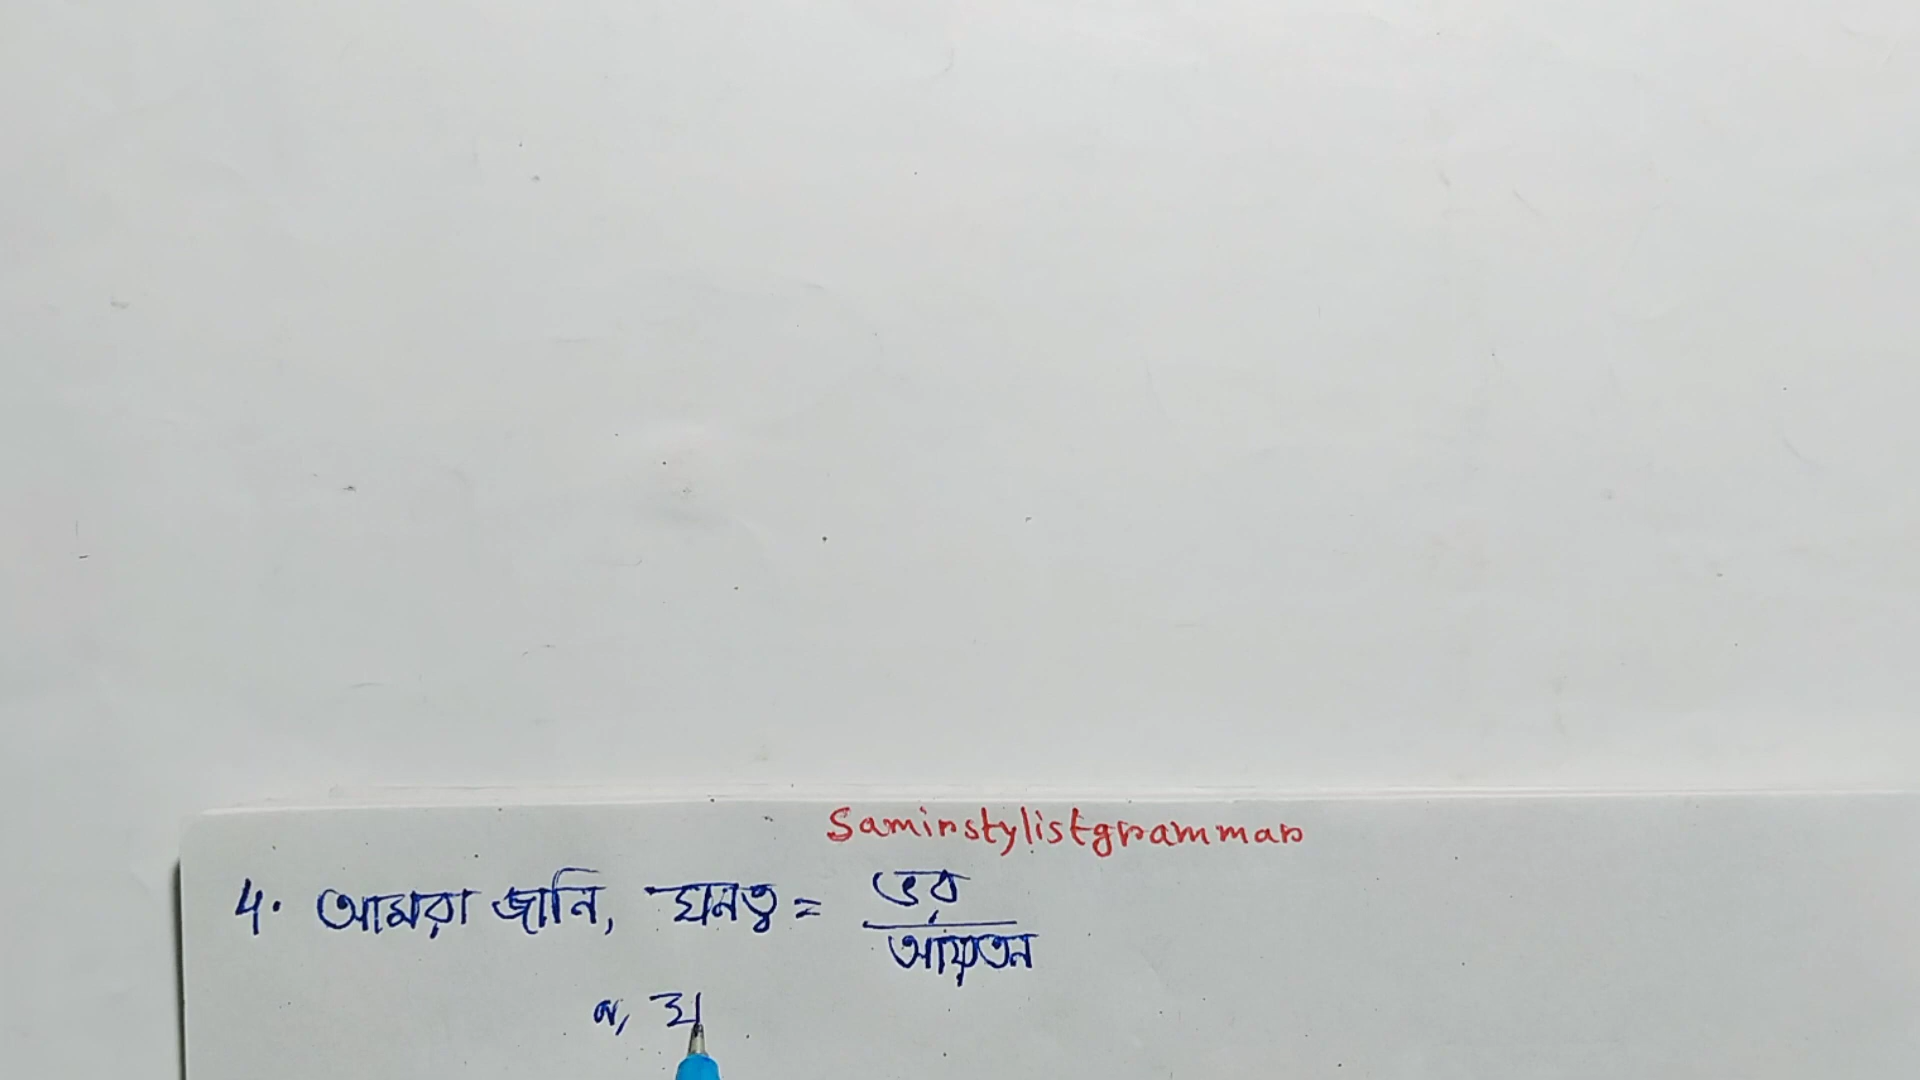 Saminstylistgrammar
4. আমরা জানি, ঘনত্ব = ভর
আয়তন
বা, ঘ